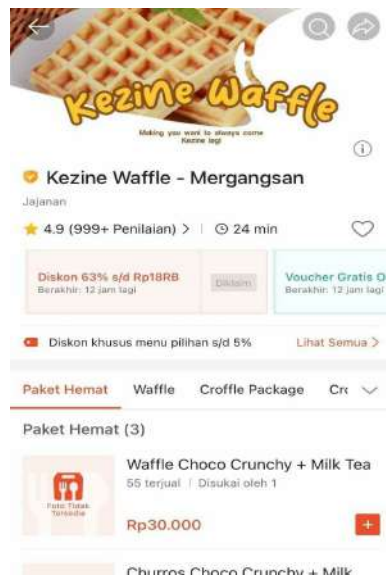 Kezine Waffle
Making you want to always come
Kezine lagi
Kezine Waffle - Mergangsan
Jajanan
4.9 (999+ Penilaian) > | 24 min
Diskon 63% s/d Rp18RB
Berakhir: 12 jam lagi
Diklaim
Voucher Gratis O
Berakhir: 12 jam lagi
Diskon khusus menu pilihan s/d 5%
Lihat Semua >
Paket Hemat Waffle Croffle Package Cr
Paket Hemat (3)
Waffle Choco Crunchy + Milk Tea
55 terjual | Disukai oleh 1
Foto Tidak
Tersedia
Rp30.000
+
Churros Choco Crunchy + Milk